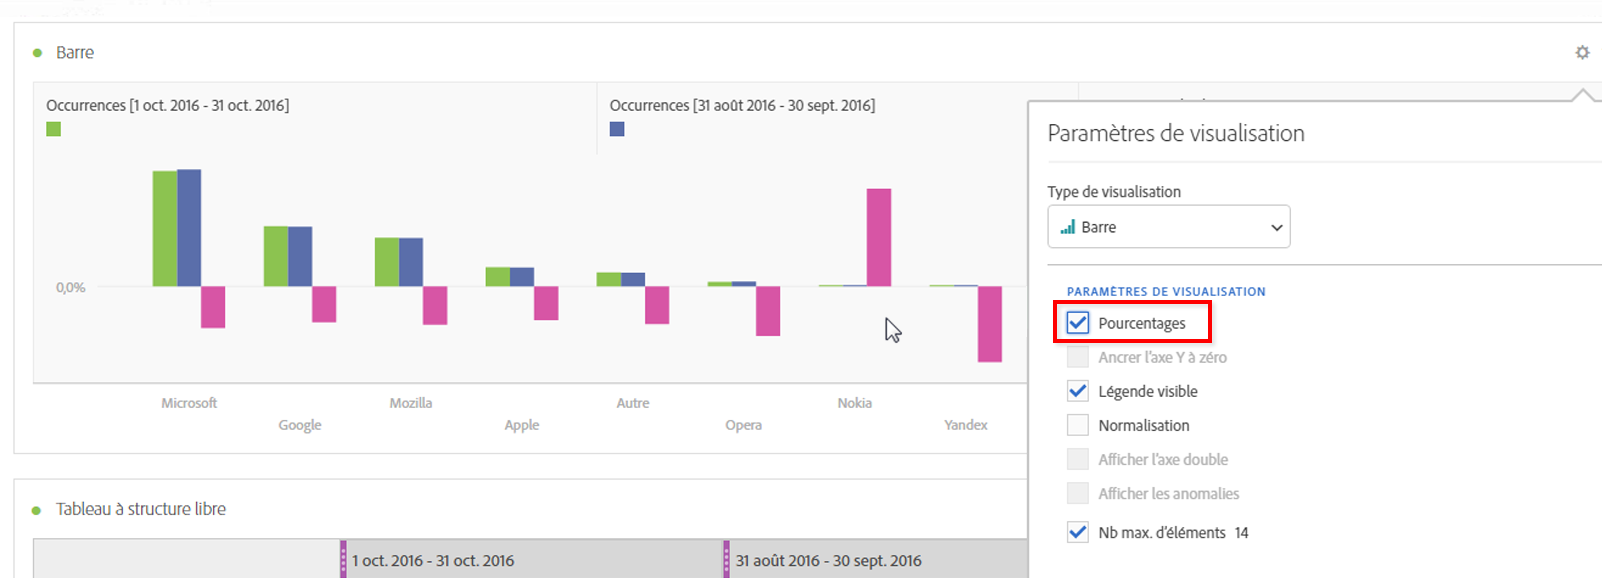 Barre
Occurrences [1 oct. 2016 - 31 oct. 2016]
Occurrences [31 août 2016 - 30 sept. 2016]
0,0%
Microsoft
Google
Mozilla
Apple
Autre
Opera
Nokia
Yandex
Paramètres de visualisation
Type de visualisation
Barre
PARAMÈTRES DE VISUALISATION
Pourcentages
Ancrer l'axe Y à zéro
Légende visible
Normalisation
Afficher l'axe double
Afficher les anomalies
Nb max. d'éléments 14
Tableau à structure libre
1 oct. 2016 - 31 oct. 2016
31 août 2016 - 30 sept. 2016